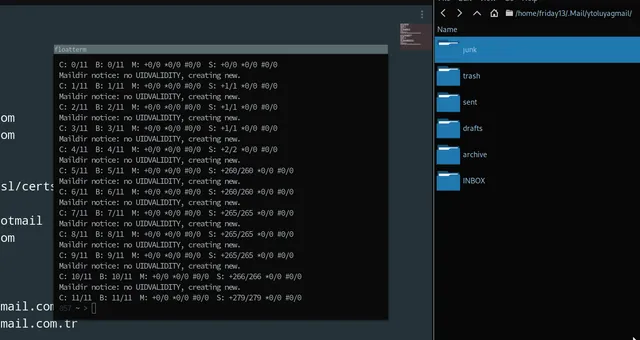 /home/friday13/.Mail/ytoluyagmail/
Name
junk
trash
sent
drafts
archive
INBOX
floatterm
C: 0/11 B: 0/11 M: +0/0 *0/0 #0/0 S: +0/0 *0/0 #0/0
Maildir notice: no UIDVALIDITY, creating new.
C: 1/11 B: 1/11 M: +0/0 *0/0 #0/0 S: +1/1 *0/0 #0/0
Maildir notice: no UIDVALIDITY, creating new.
C: 2/11 B: 2/11 M: +0/0 *0/0 #0/0 S: +1/1 *0/0 #0/0
Maildir notice: no UIDVALIDITY, creating new.
C: 3/11 B: 3/11 M: +0/0 *0/0 #0/0 S: +1/1 *0/0 #0/0
Maildir notice: no UIDVALIDITY, creating new.
C: 4/11 B: 4/11 M: +0/0 *0/0 #0/0 S: +2/2 *0/0 #0/0
Maildir notice: no UIDVALIDITY, creating new.
C: 5/11 B: 5/11 M: +0/0 *0/0 #0/0 S: +260/260 *0/0 #0/0
Maildir notice: no UIDVALIDITY, creating new.
C: 6/11 B: 6/11 M: +0/0 *0/0 #0/0 S: +260/260 *0/0 #0/0
Maildir notice: no UIDVALIDITY, creating new.
C: 7/11 B: 7/11 M: +0/0 *0/0 #0/0 S: +265/265 *0/0 #0/0
Maildir notice: no UIDVALIDITY, creating new.
C: 8/11 B: 8/11 M: +0/0 *0/0 #0/0 S: +265/265 *0/0 #0/0
Maildir notice: no UIDVALIDITY, creating new.
C: 9/11 B: 9/11 M: +0/0 *0/0 #0/0 S: +265/265 *0/0 #0/0
Maildir notice: no UIDVALIDITY, creating new.
C: 10/11 B: 10/11 M: +0/0 *0/0 #0/0 S: +266/266 *0/0 #0/0
Maildir notice: no UIDVALIDITY, creating new.
C: 11/11 B: 11/11 M: +0/0 *0/0 #0/0 S: +279/279 *0/0 #0/0
~ >
om
om
sl/certs
otmail
om
mail.com
mail.com.tr